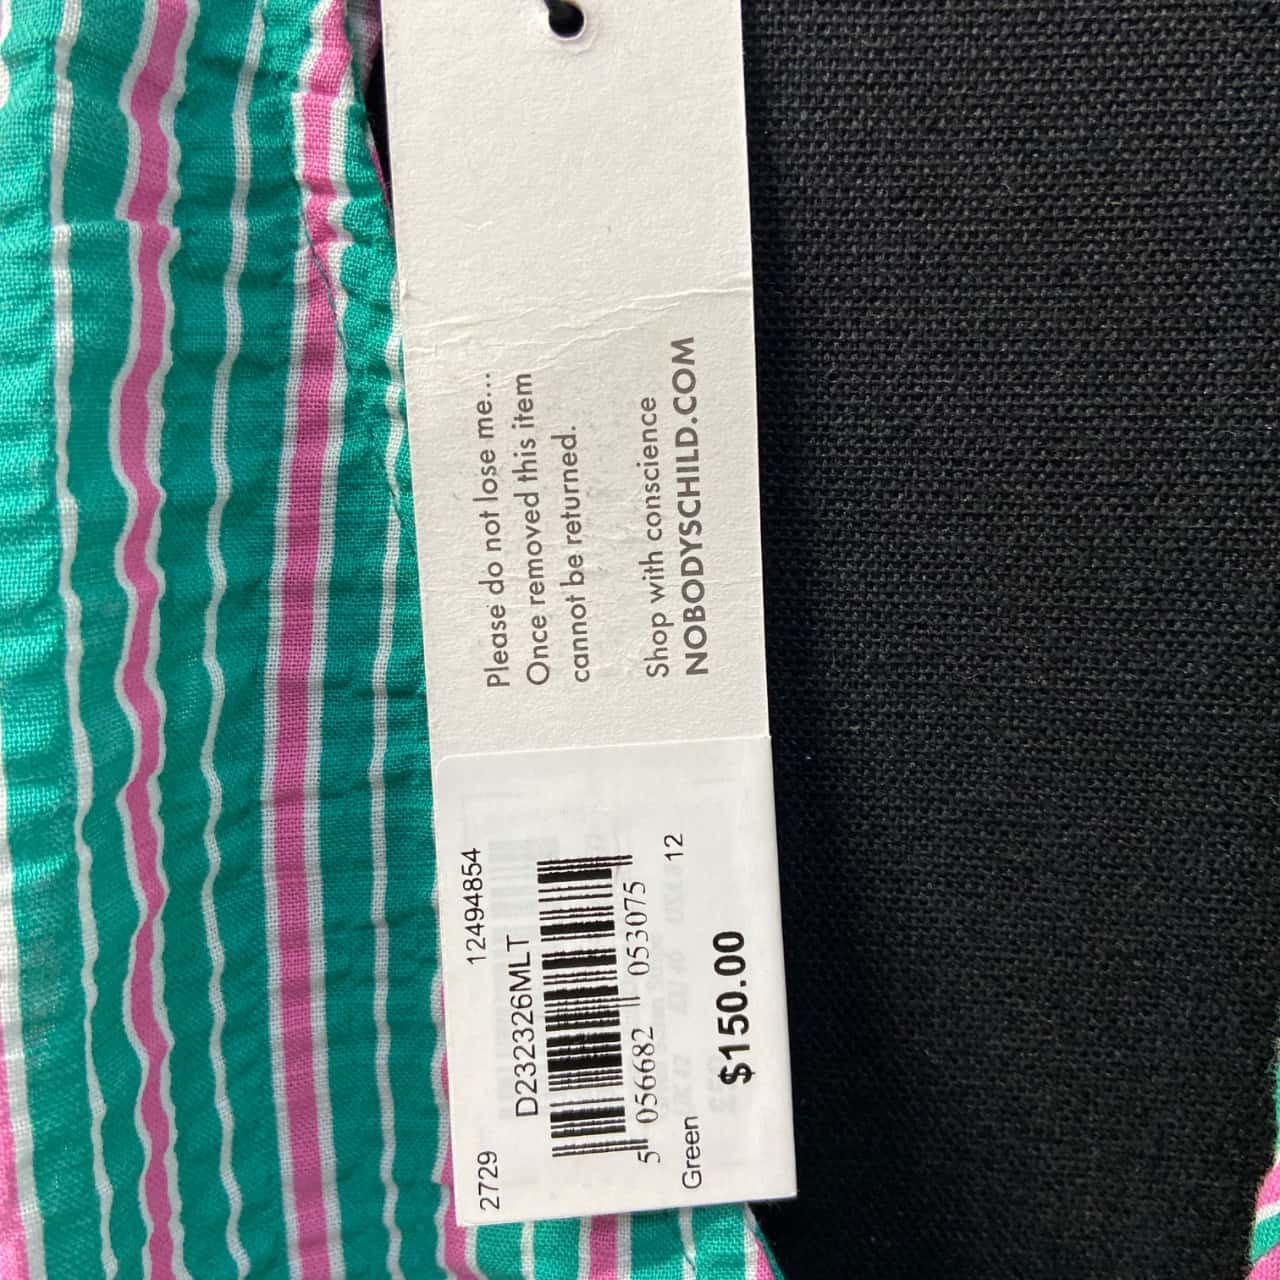 Please do not lose me...
Once removed this item
cannot be returned.
Shop with conscience
NOBODYSCHILD.COM
2729 12494854
D232326MLT
5 056682 053075
Green 12
$150.00